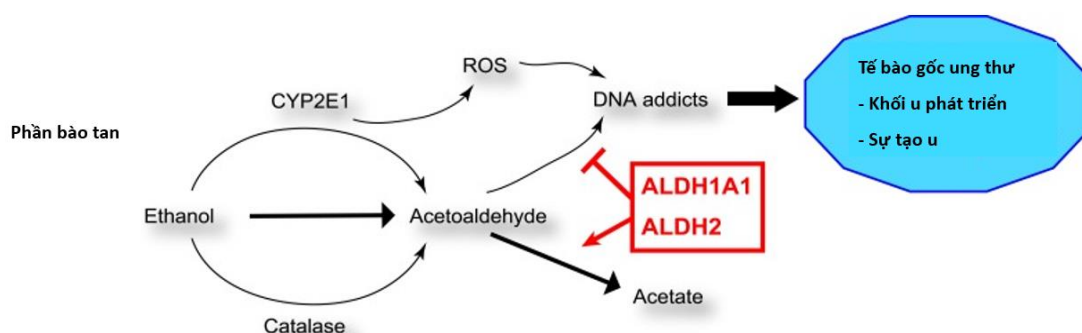 ROS
CYP2E1
DNA addicts
Tế bào gốc ung thư
- Khối u phát triển
- Sự tạo u
Phần bào tan
ALDH1A1
ALDH2
Ethanol
Acetoaldehyde
Acetate
Catalase